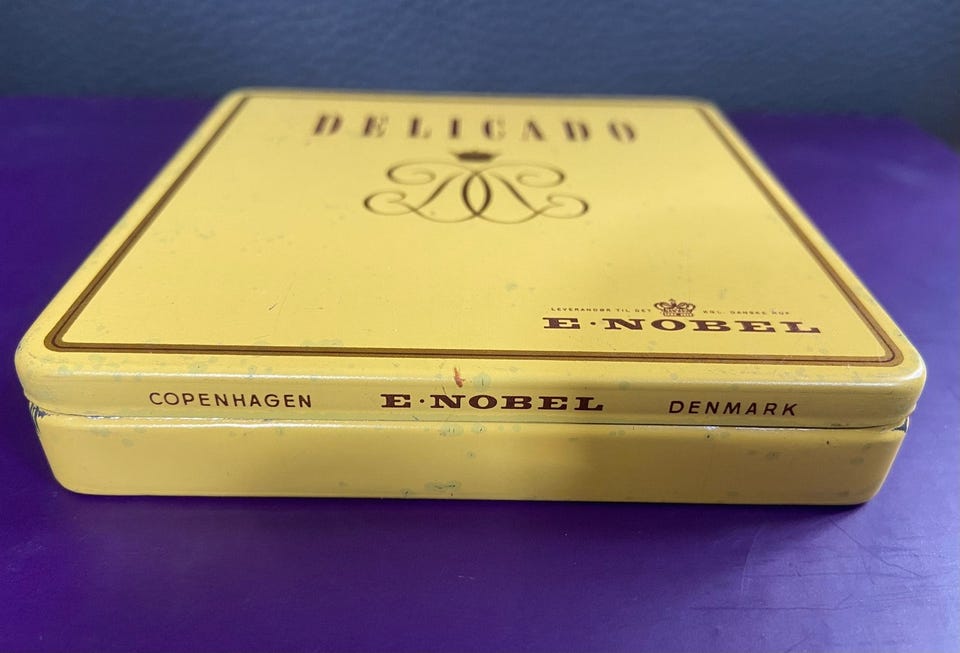 DELICADO
LEVERANDØR TIL DET KGL. DANSKE HOF
E·NOBEL
COPENHAGEN E·NOBEL DENMARK